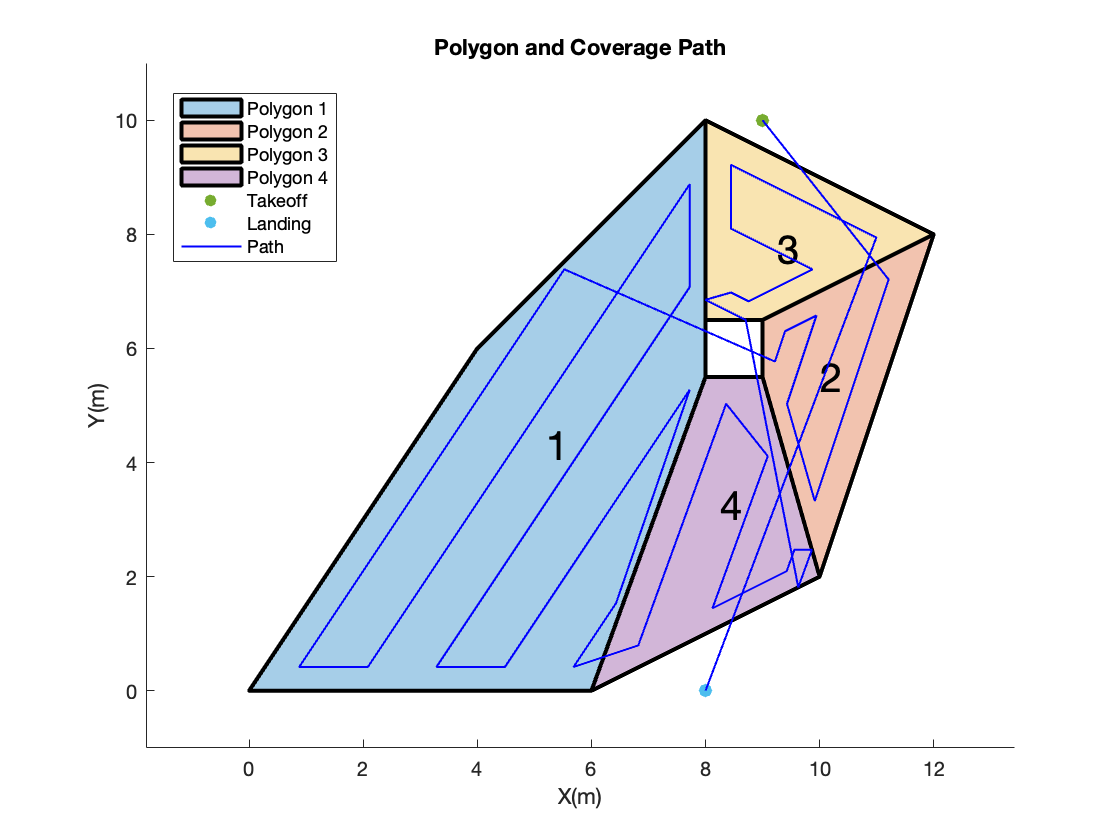 Polygon and Coverage Path
Polygon 1
Polygon 2
Polygon 3
Polygon 4
Takeoff
Landing
Path
10
8
6
4
2
0
Y(m)
3
2
1
4
0 2 4 6 8 10 12
X(m)